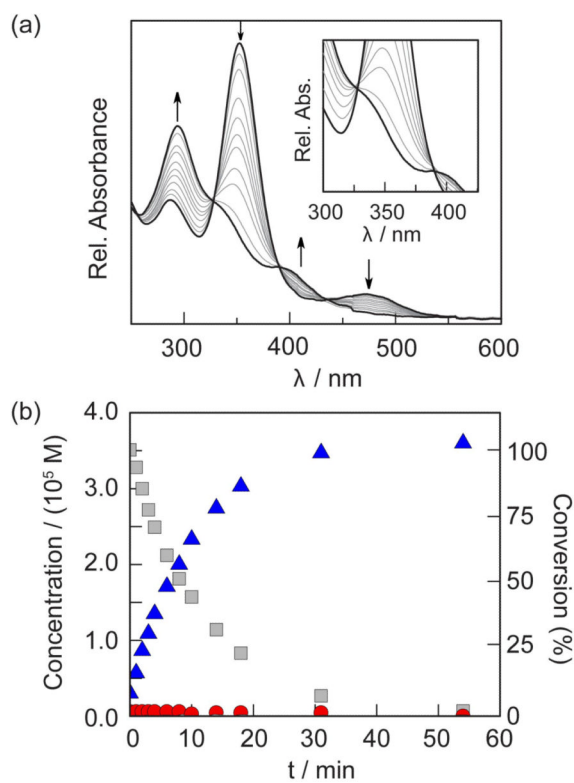 (a)
Rel. Absorbance
300
400
500
600
λ / nm
Rel. Abs.
300
350
400
λ / nm
(b)
Concentration / (10⁵ M)
4.0
3.0
2.0
1.0
0.0
0
10
20
30
40
50
60
t / min
100
75
50
25
0
Conversion (%)